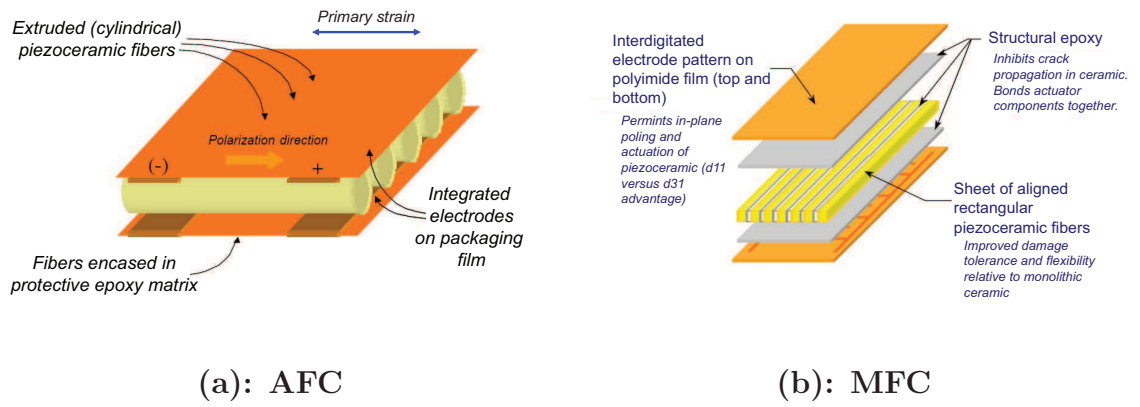 Extruded (cylindrical)
piezoceramic fibers
Primary strain
Polarization direction
(-)
+
Integrated
electrodes
on packaging
film
Fibers encased in
protective epoxy matrix
(a): AFC
Interdigitated
electrode pattern on
polyimide film (top and
bottom)
Permints in-plane
poling and
actuation of
piezoceramic (d11
versus d31
advantage)
Structural epoxy
Inhibits crack
propagation in ceramic.
Bonds actuator
components together.
Sheet of aligned
rectangular
piezoceramic fibers
Improved damage
tolerance and flexibility
relative to monolithic
ceramic
(b): MFC